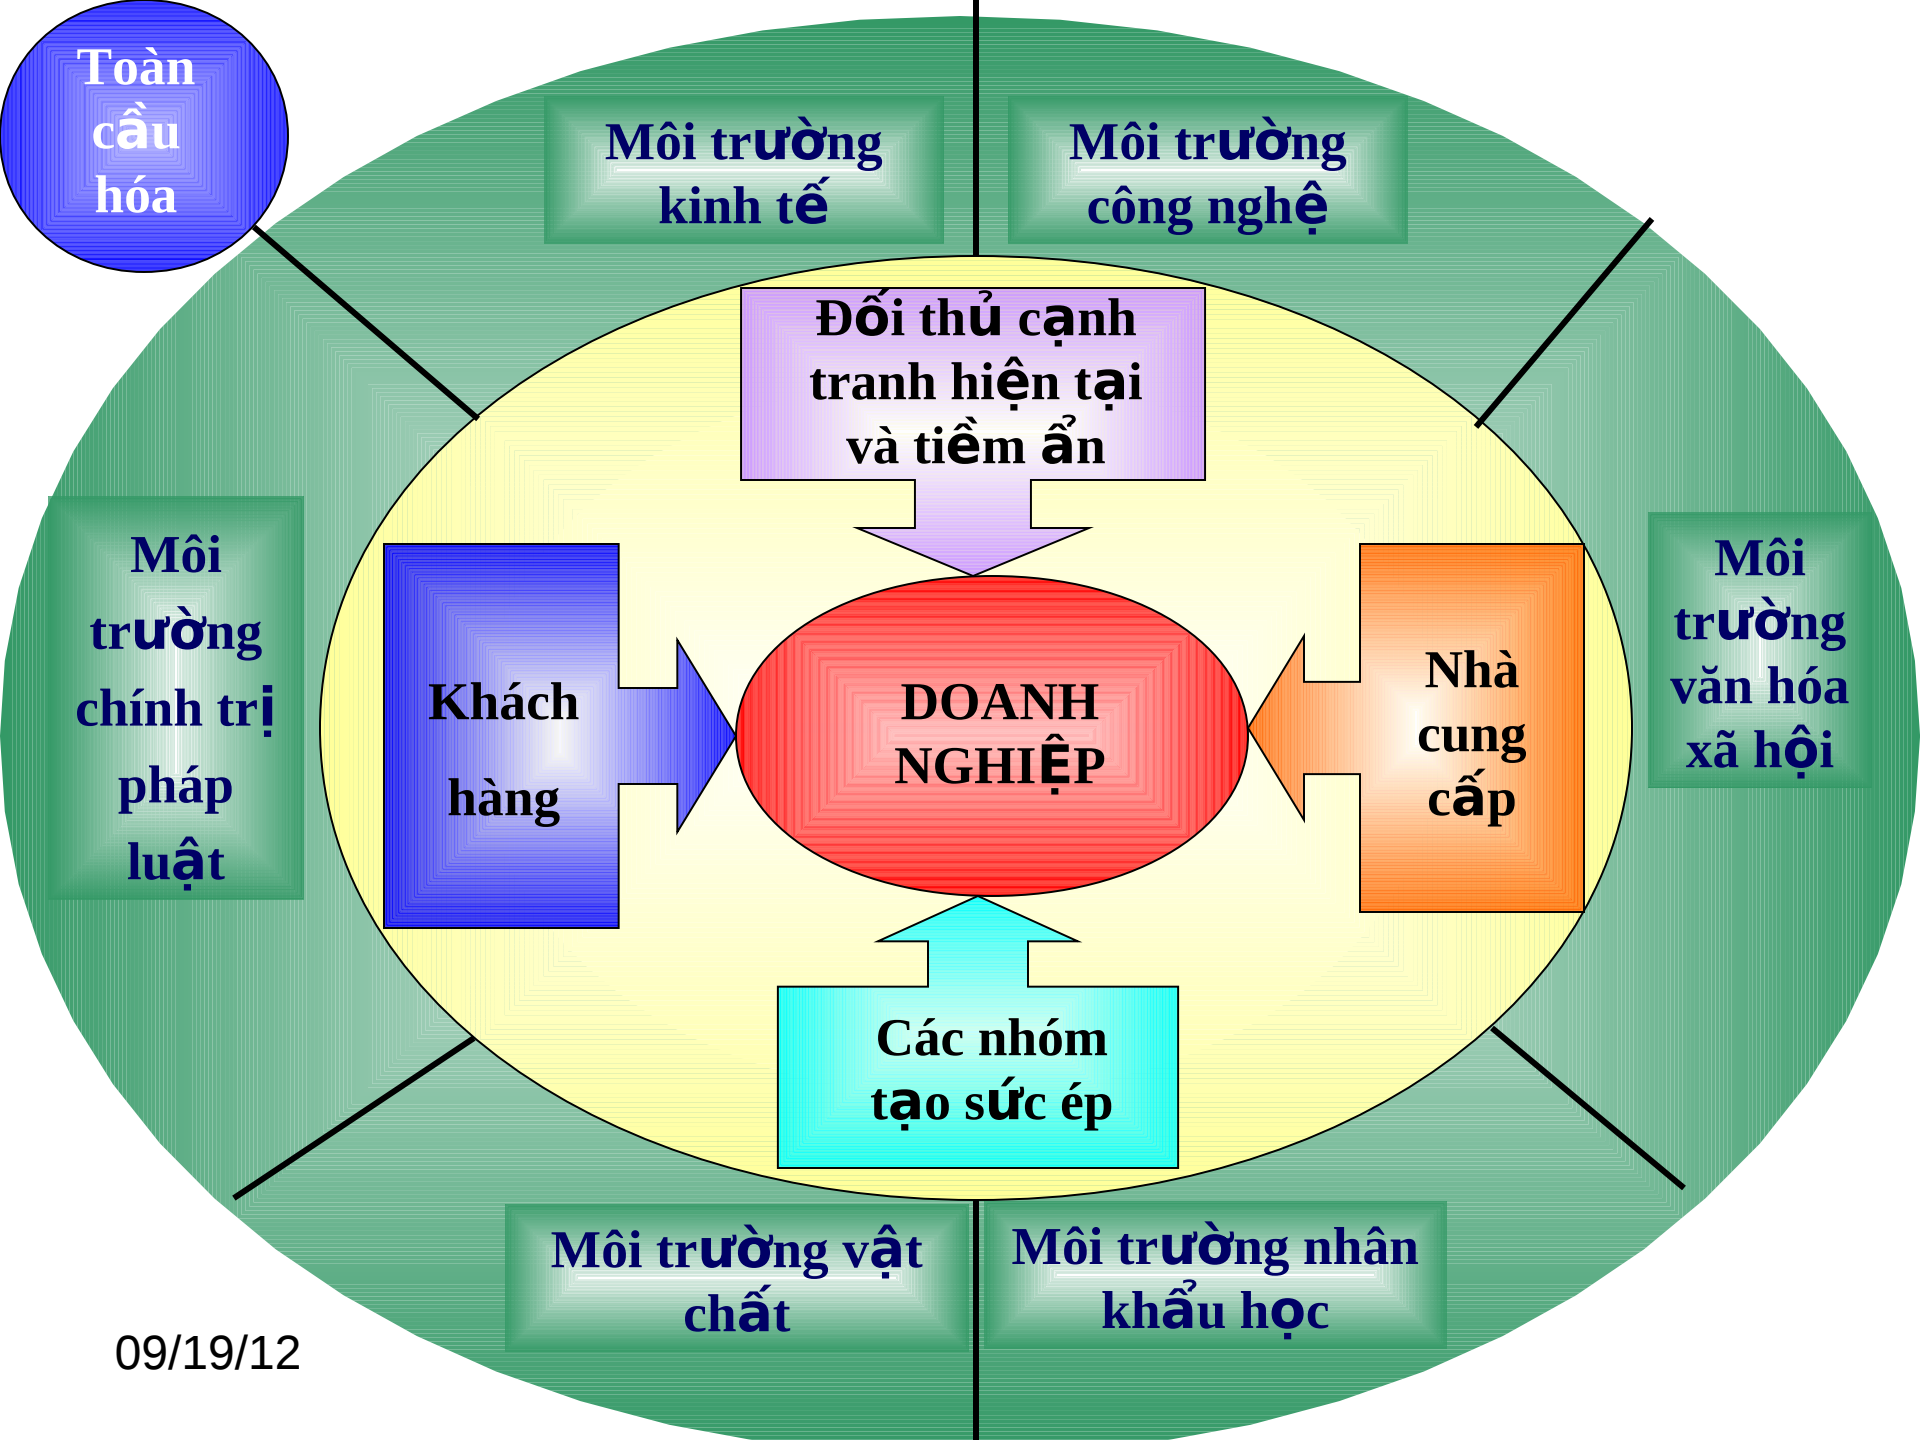 Toàn
cầu
hóa
Môi trường
kinh tế
Môi trường
công nghệ
Đối thủ cạnh
tranh hiện tại
và tiềm ẩn
Môi
trường
chính trị
pháp
luật
Khách
hàng
DOANH
NGHIỆP
Nhà
cung
cấp
Môi
trường
văn hóa
xã hội
Các nhóm
tạo sức ép
Môi trường vật
chất
Môi trường nhân
khẩu học
09/19/12